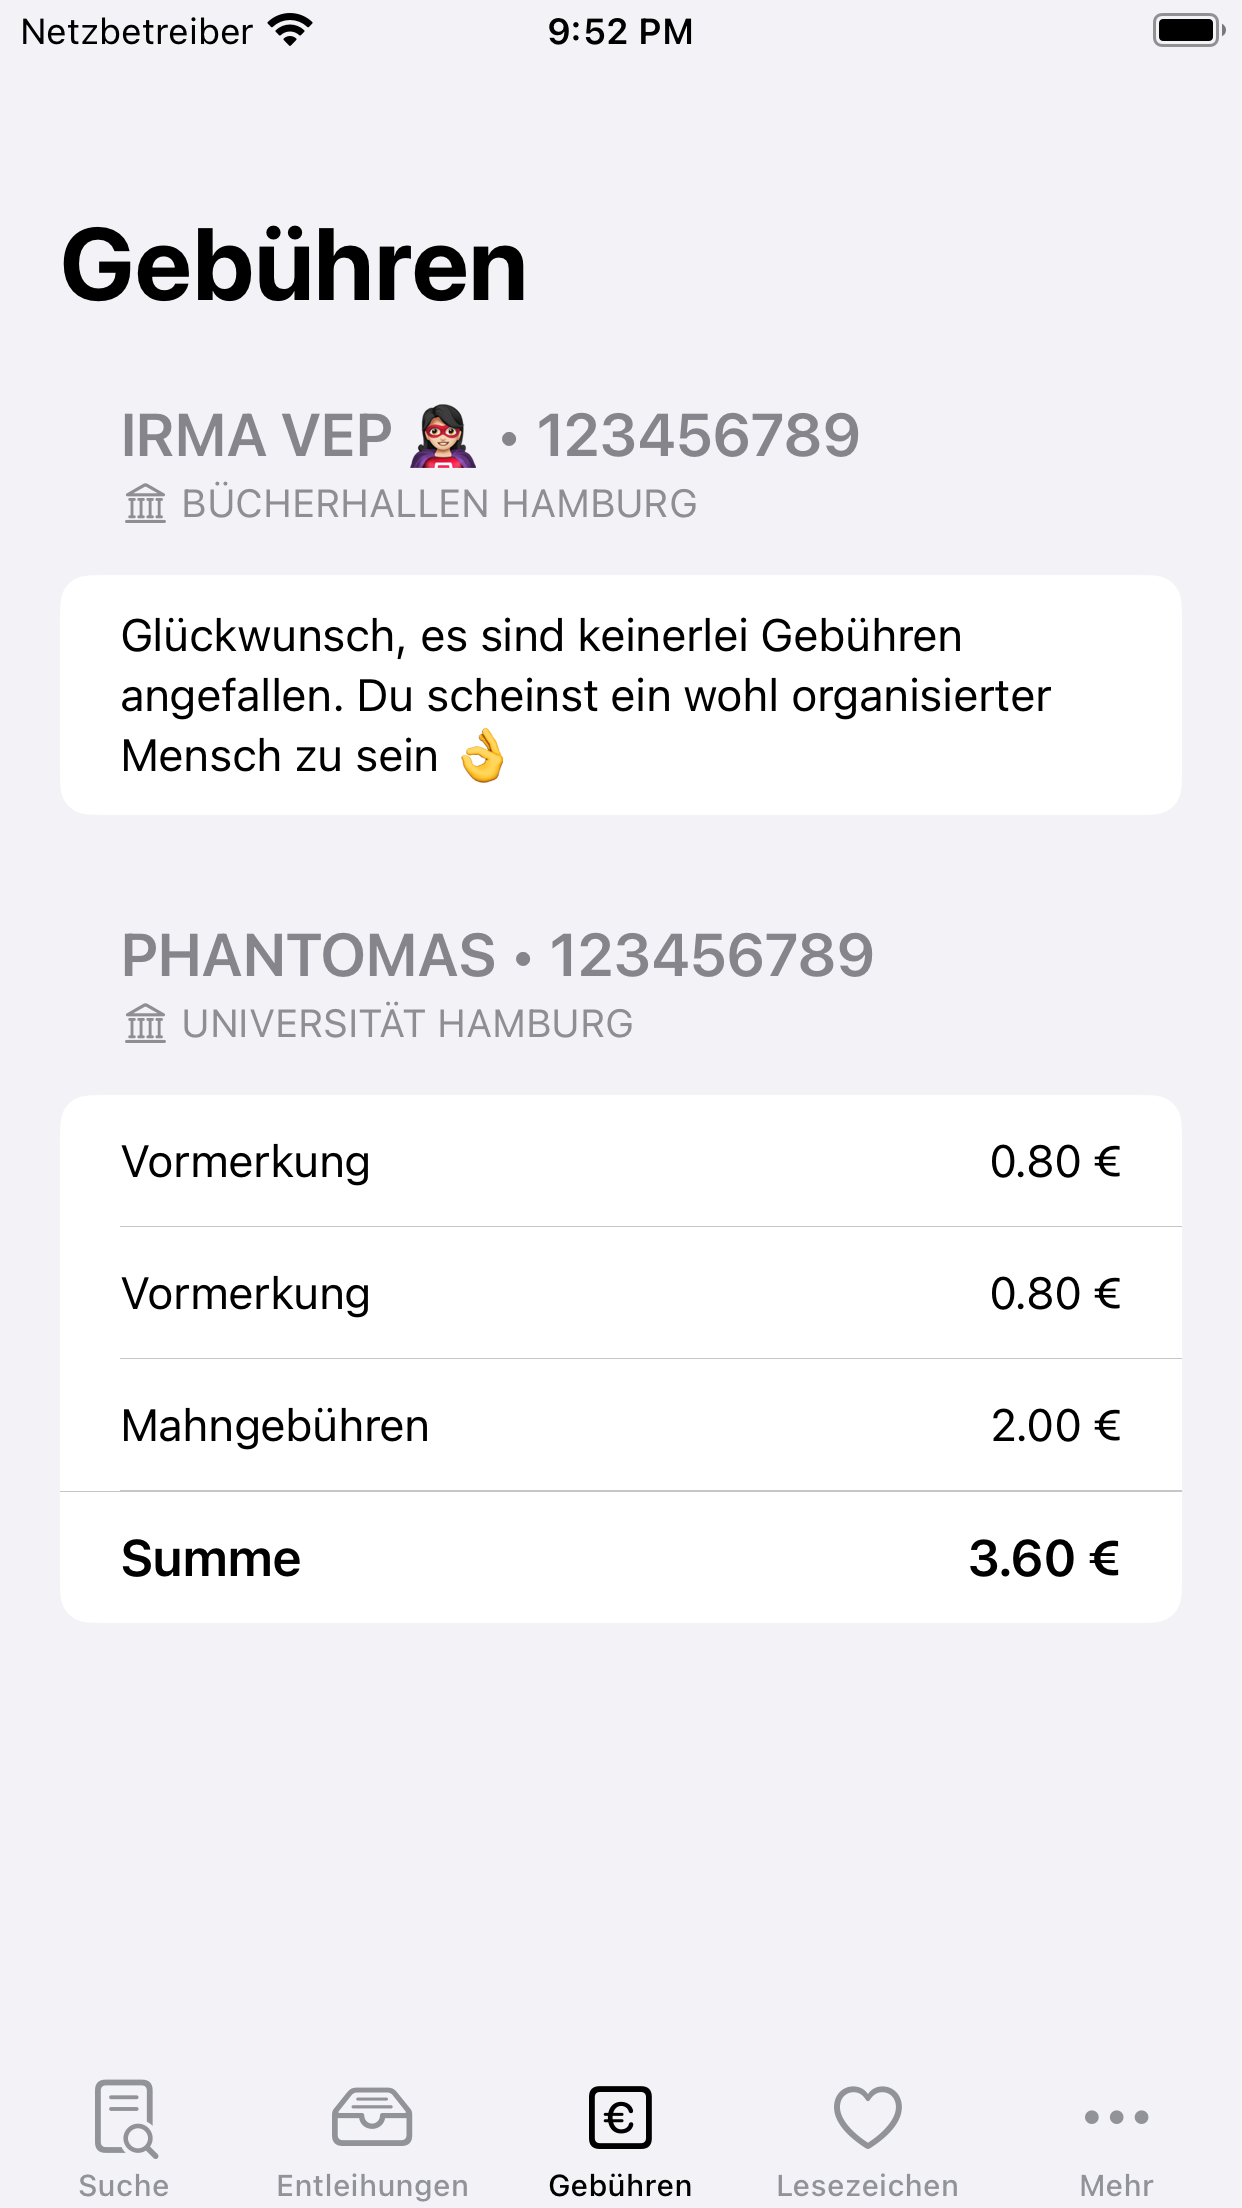 Netzbetreiber 9:52 PM
Gebühren
IRMA VEP 🦹🏻‍♀️ • 123456789
BÜCHERHALLEN HAMBURG
Glückwunsch, es sind keinerlei Gebühren
angefallen. Du scheinst ein wohl organisierter
Mensch zu sein 👌
PHANTOMAS • 123456789
UNIVERSITÄT HAMBURG
Vormerkung 0.80 €
Vormerkung 0.80 €
Mahngebühren 2.00 €
Summe 3.60 €
Suche Entleihungen Gebühren Lesezeichen Mehr